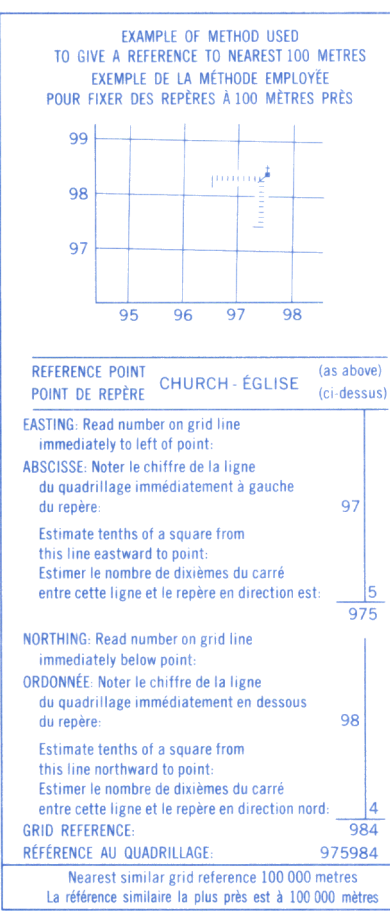 EXAMPLE OF METHOD USED
TO GIVE A REFERENCE TO NEAREST 100 METRES
EXEMPLE DE LA MÉTHODE EMPLOYÉE
POUR FIXER DES REPÈRES À 100 MÈTRES PRÈS
99
98
97
95 96 97 98
REFERENCE POINT
POINT DE REPÈRE
CHURCH - ÉGLISE
(as above)
(ci-dessus)
EASTING: Read number on grid line
immediately to left of point:
ABSCISSE: Noter le chiffre de la ligne
du quadrillage immédiatement à gauche
du repère: 97
Estimate tenths of a square from
this line eastward to point:
Estimer le nombre de dixièmes du carré
entre cette ligne et le repère en direction est: 5
975
NORTHING: Read number on grid line
immediately below point:
ORDONNÉE: Noter le chiffre de la ligne
du quadrillage immédiatement en dessous
du repère: 98
Estimate tenths of a square from
this line northward to point:
Estimer le nombre de dixièmes du carré
entre cette ligne et le repère en direction nord: 4
GRID REFERENCE: 984
RÉFÉRENCE AU QUADRILLAGE: 975984
Nearest similar grid reference 100 000 metres
La référence similaire la plus près est à 100 000 mètres